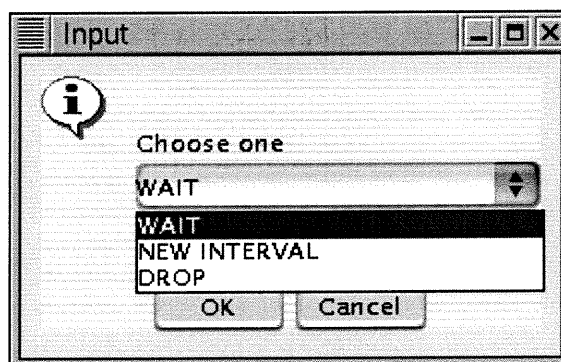 Input
Choose one
WAIT
WAIT
NEW INTERVAL
DROP
OK Cancel